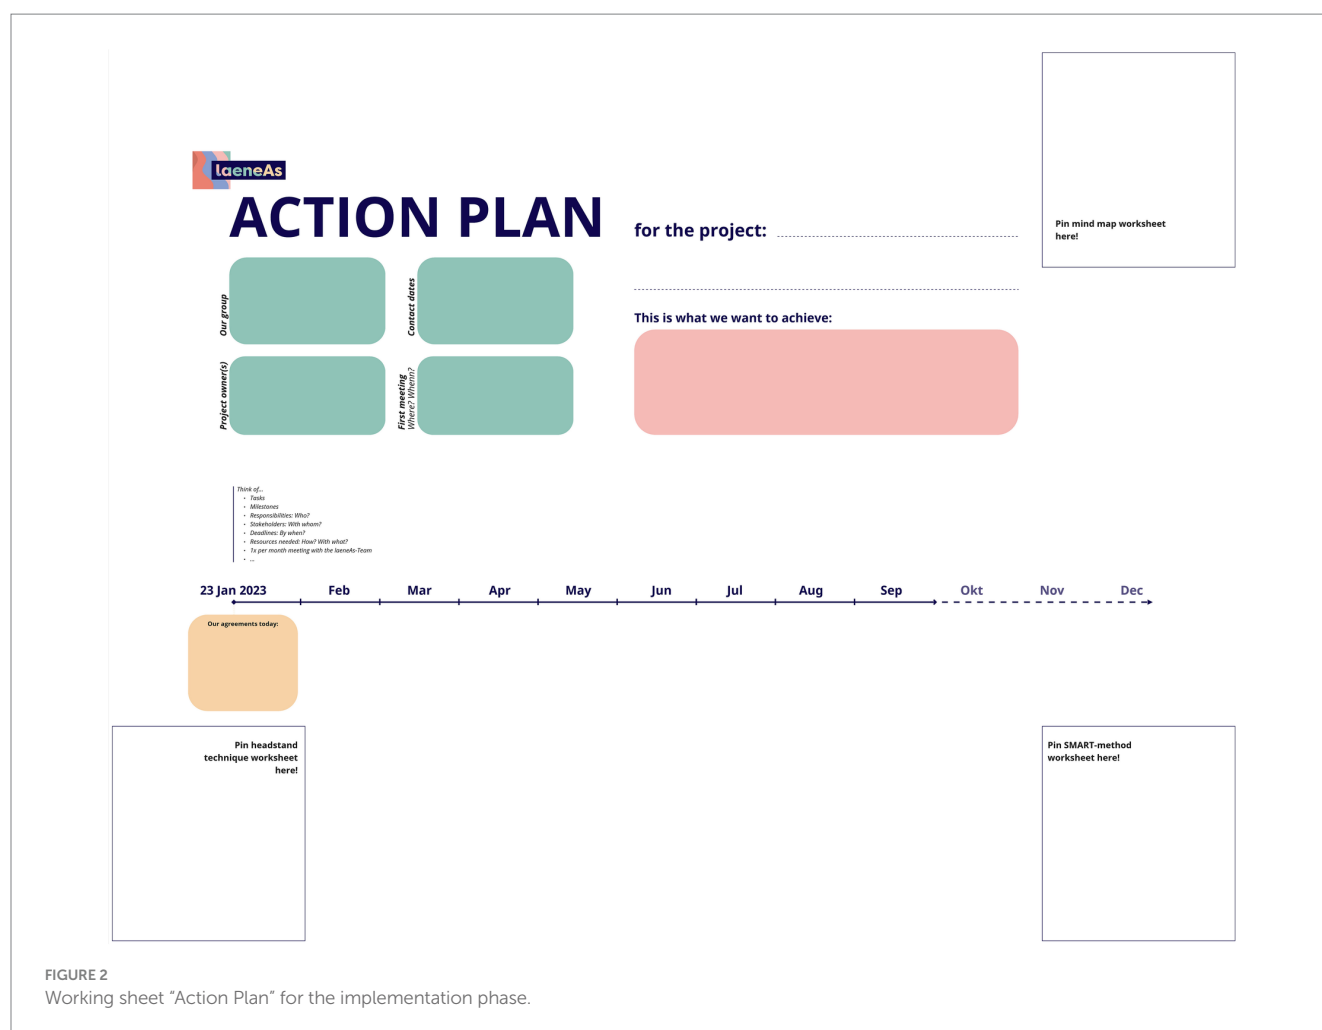 laeneAs
ACTION PLAN
for the project:
Pin mind map worksheet
here!
Our group
Contact dates
Project owner(s)
First meeting
Where? Whenn?
This is what we want to achieve:
Think of...
• Tasks
• Milestones
• Responsibilities: Who?
• Stakeholders: With wham?
• Deadlines: By when?
• Resources needed: How? With what?
• 1x per month meeting with the laeneAs-Team
• ...
23 Jan 2023 Feb Mar Apr May Jun Jul Aug Sep Okt Nov Dec
Our agreements today:
Pin headstand
technique worksheet
here!
Pin SMART-method
worksheet here!
FIGURE 2
Working sheet “Action Plan” for the implementation phase.